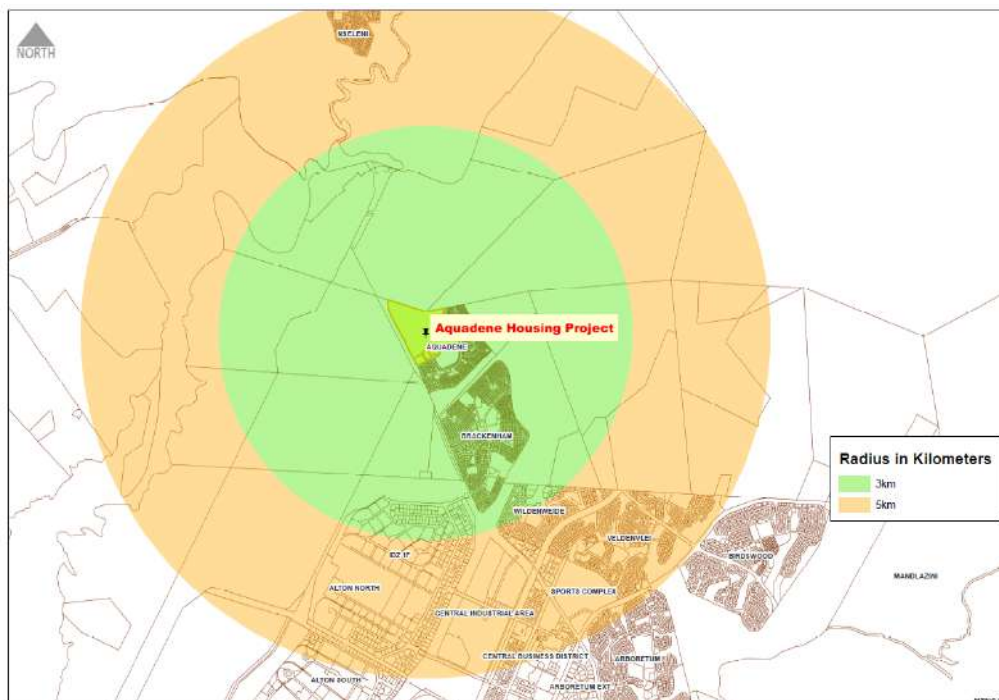 NSELENI
NORTH
Aquadene Housing Project
AQUADENE
BRACKENHAM
Radius in Kilometers
3km
5km
WILDENWEIDE
VELDENVLEI
IDZ 1F
BIRDSWOOD
MANDLAZINI
ALTON NORTH
SPORTS COMPLEX
CENTRAL INDUSTRIAL AREA
CENTRAL BUSINESS DISTRICT
ARBORETUM
ALTON SOUTH
ARBORETUM EXT